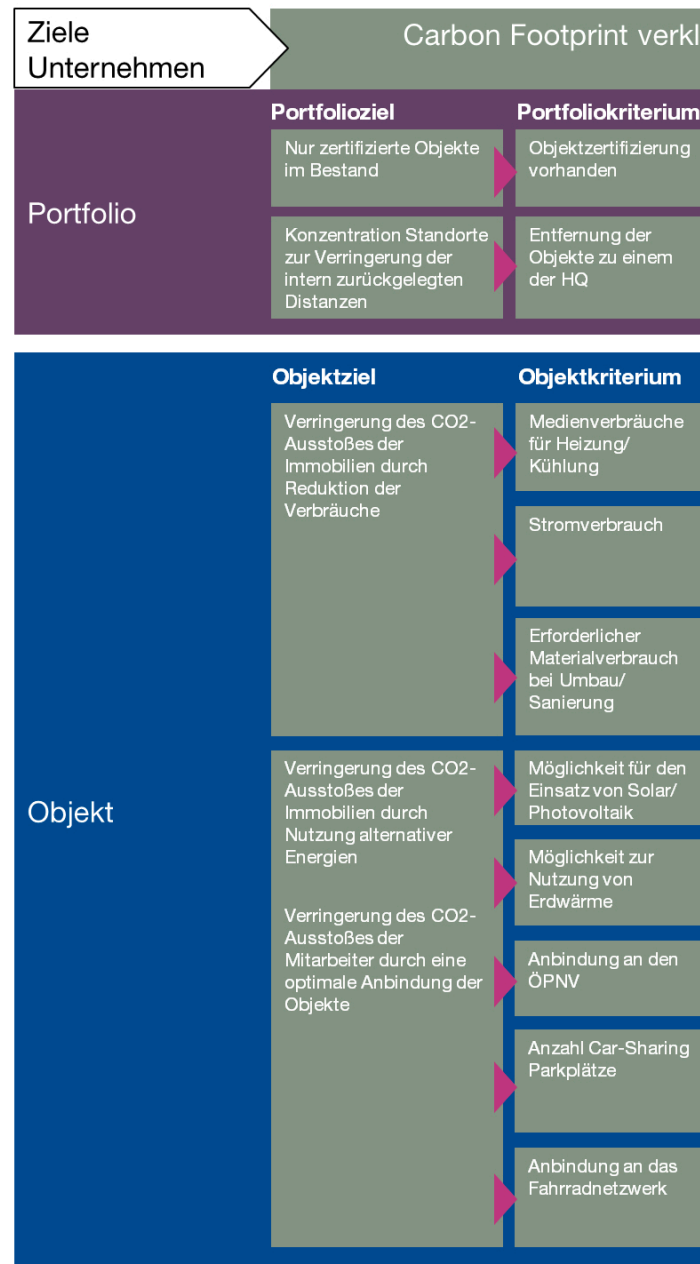 Ziele
Unternehmen
Carbon Footprint verkl
Portfolio
Portfolioziel
Portfoliokriterium
Nur zertifizierte Objekte
im Bestand
Objektzertifizierung
vorhanden
Konzentration Standorte
zur Verringerung der
intern zurückgelegten
Distanzen
Entfernung der
Objekte zu einem
der HQ
Objekt
Objektziel
Objektkriterium
Verringerung des CO2-
Ausstoßes der
Immobilien durch
Reduktion der
Verbräuche
Medienverbräuche
für Heizung/
Kühlung
Stromverbrauch
Erforderlicher
Materialverbrauch
bei Umbau/
Sanierung
Verringerung des CO2-
Ausstoßes der
Immobilien durch
Nutzung alternativer
Energien
Möglichkeit für den
Einsatz von Solar/
Photovoltaik
Möglichkeit zur
Nutzung von
Erdwärme
Verringerung des CO2-
Ausstoßes der
Mitarbeiter durch eine
optimale Anbindung der
Objekte
Anbindung an den
ÖPNV
Anzahl Car-Sharing
Parkplätze
Anbindung an das
Fahrradnetzwerk